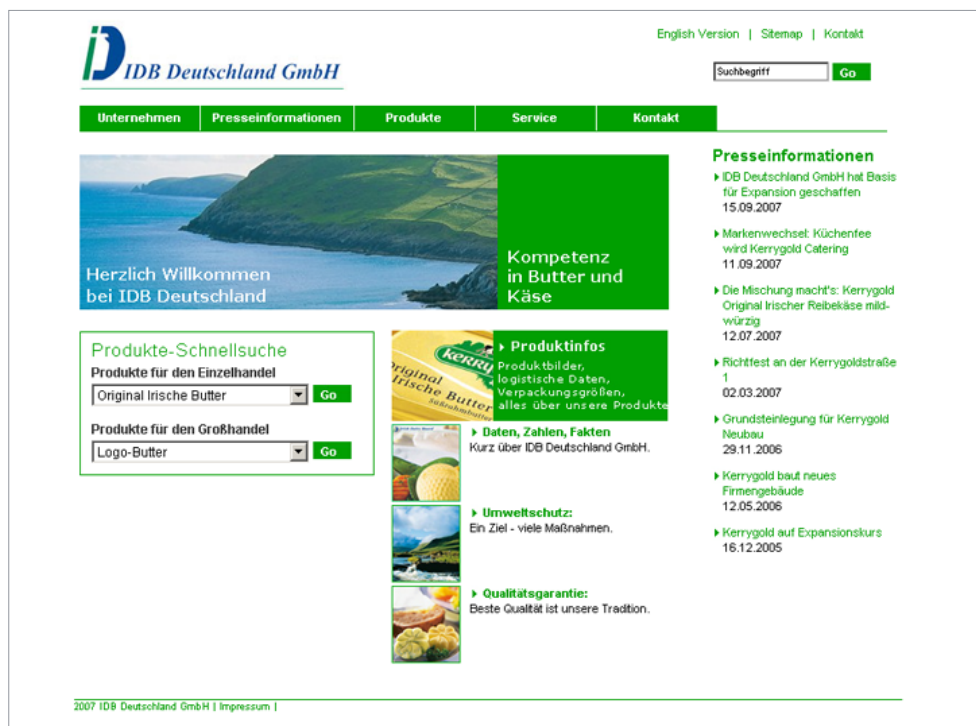 English Version | Sitemap | Kontakt
IDB Deutschland GmbH
Suchbegriff Go
Unternehmen Presseinformationen Produkte Service Kontakt
Herzlich Willkommen
bei IDB Deutschland
Kompetenz
in Butter und
Käse
Produkte-Schnellsuche
Produkte für den Einzelhandel
Original Irische Butter Go
Produkte für den Großhandel
Logo-Butter Go
KERRY
Original
Irische Butter
Süßrahmbutter
Produktinfos
Produktbilder,
logistische Daten,
Verpackungsgrößen,
alles über unsere Produkte
Daten, Zahlen, Fakten
Kurz über IDB Deutschland GmbH.
Umweltschutz:
Ein Ziel - viele Maßnahmen.
Qualitätsgarantie:
Beste Qualität ist unsere Tradition.
Presseinformationen
IDB Deutschland GmbH hat Basis
für Expansion geschaffen
15.09.2007
Markenwechsel: Küchenfee
wird Kerrygold Catering
11.09.2007
Die Mischung macht's: Kerrygold
Original Irischer Reibekäse mild-
würzig
12.07.2007
Richtfest an der Kerrygoldstraße
1
02.03.2007
Grundsteinlegung für Kerrygold
Neubau
29.11.2006
Kerrygold baut neues
Firmengebäude
12.05.2006
Kerrygold auf Expansionskurs
16.12.2005
2007 IDB Deutschland GmbH | Impressum |